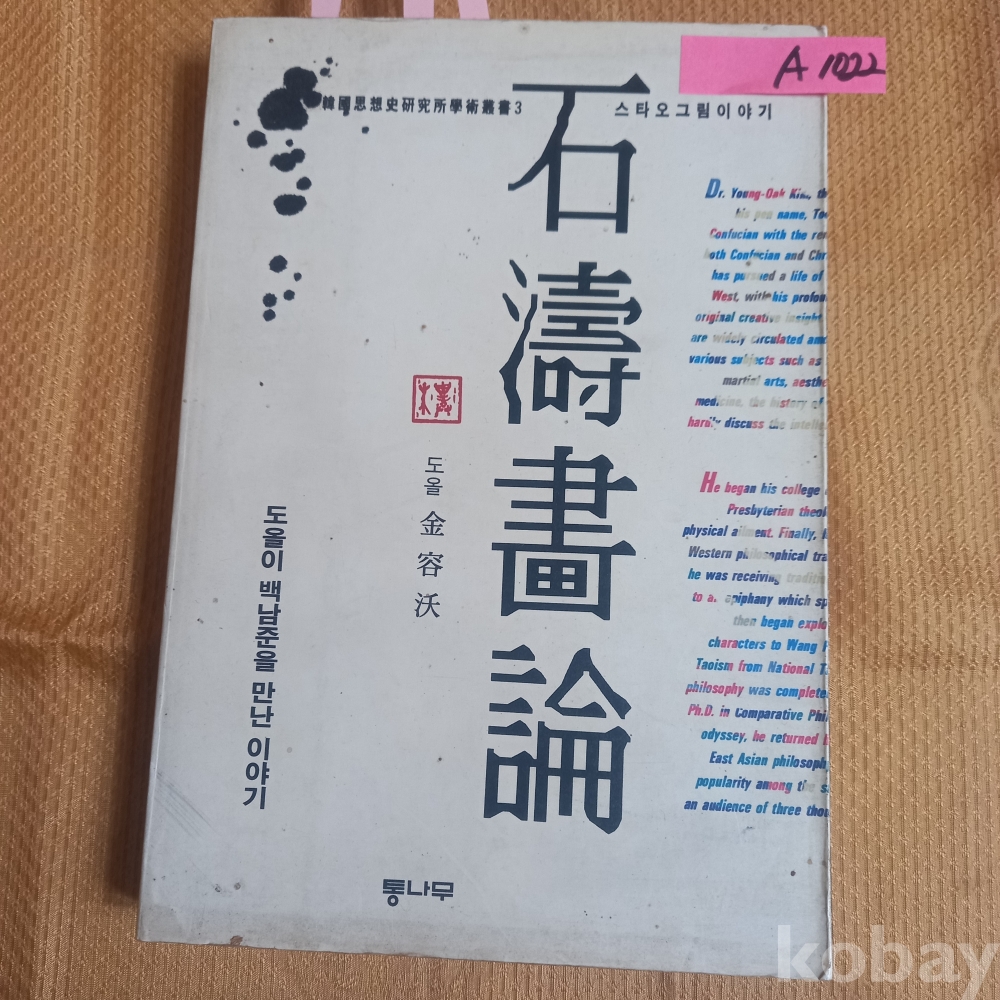 A 1022
韓國思想史研究所學術叢書3
스타오그림이야기
石濤畫論
도올 金容沃
도올이 백남준을 만난 이야기
통나무
Dr. Young-Oak Kim, th
his pen name,
Confucian with the
both Confucian and
has pursued a life of
West, with his
original creative insight
are widely circulated
various subjects such as
martial arts,
medicine, the history of
hardly discuss the
He began his college
Presbyterian
physical ailment. Finally,
Western philosophical
he was receiving
to an epiphany which
then began
characters to Wang
Taoism from National
philosophy was
Ph.D. in Comparative
odyssey, he returned
East Asian
popularity among the
an audience of three
kobay